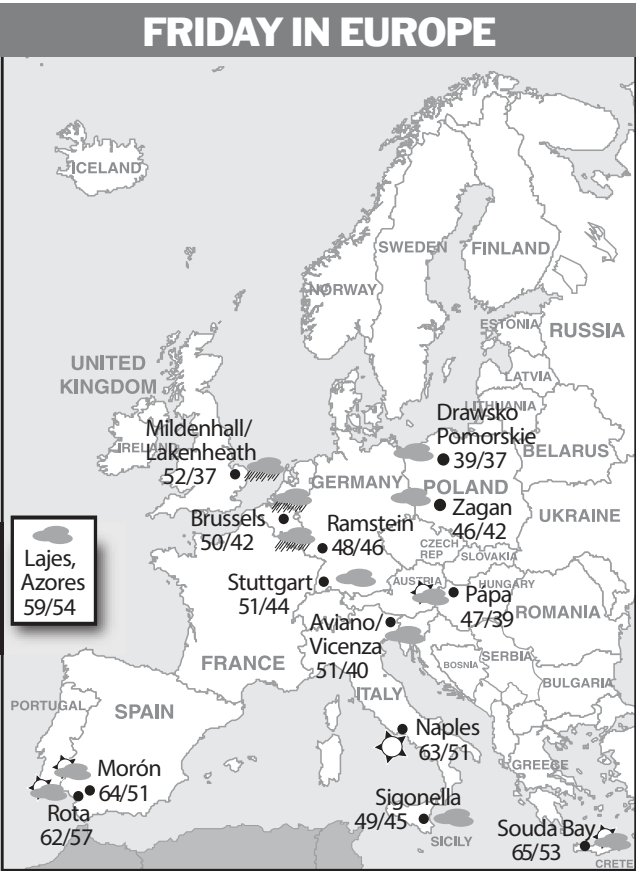 FRIDAY IN EUROPE
ICELAND
SWEDEN
FINLAND
NORWAY
ESTONIA
RUSSIA
LATVIA
LITHUANIA
UNITED
KINGDOM
IRELAND
Mildenhall/
Lakenheath
52/37
Drawsko
Pomorskie
39/37
BELARUS
GERMANY
POLAND
Zagan
46/42
UKRAINE
Brussels
50/42
Ramstein
48/46
CZECH
REP
SLOVAKIA
Lajes,
Azores
59/54
Stuttgart
51/44
AUSTRIA
HUNGARY
Pápa
47/39
ROMANIA
Aviano/
Vicenza
51/40
FRANCE
BOSNIA
SERBIA
BULGARIA
ITALY
PORTUGAL
SPAIN
Naples
63/51
GREECE
Morón
64/51
Rota
62/57
Sigonella
49/45
SICILY
Souda Bay
65/53
CRETE